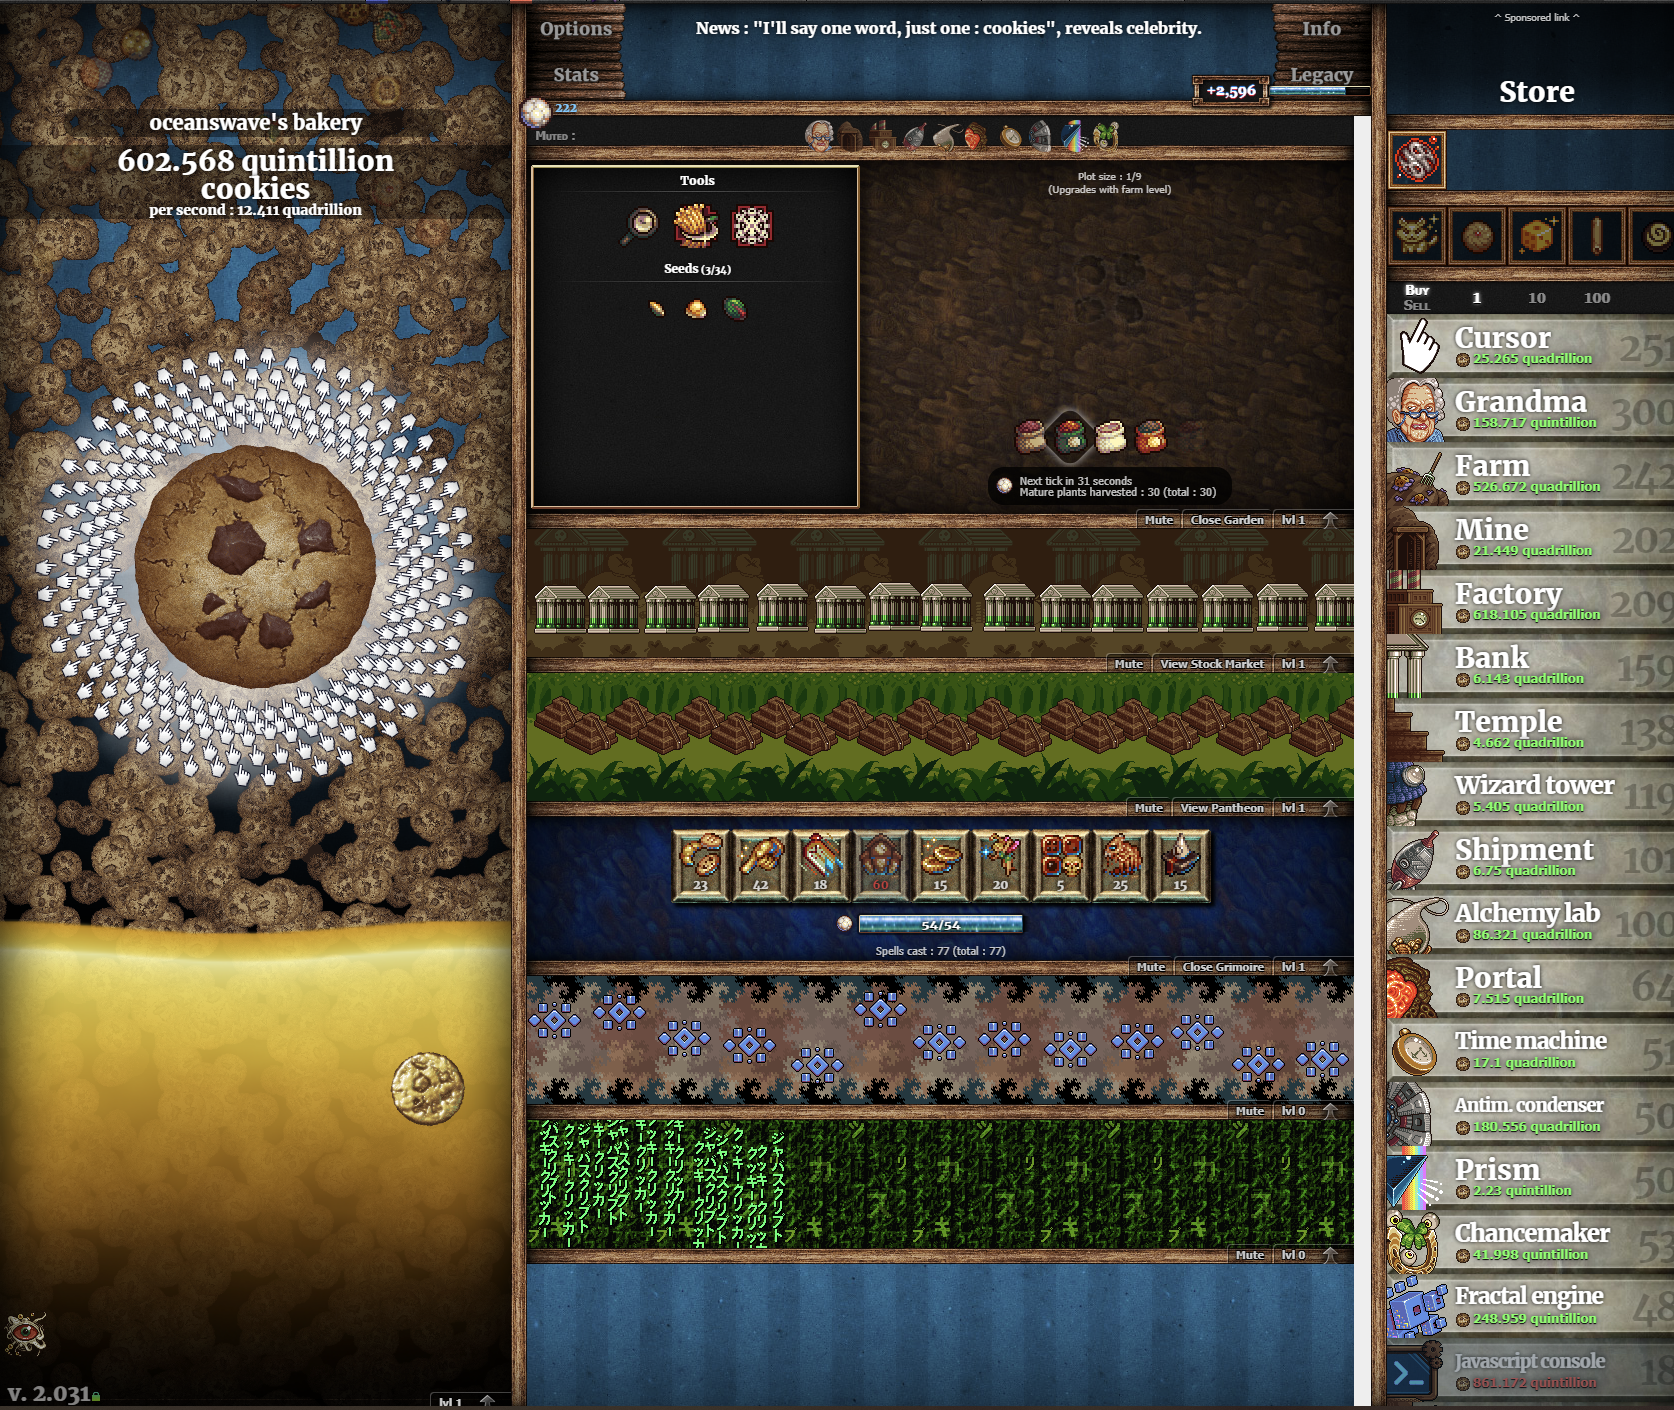 oceanswave's bakery
602.568 quintillion
cookies
per second : 12.411 quadrillion
v. 2.031
lvl 1
Options
Stats
News : "I'll say one word, just one : cookies", reveals celebrity.
Info
Legacy
+2,596
222
Muted :
Tools
Seeds (3/34)
Plot size : 1/9
(Upgrades with farm level)
Next tick in 31 seconds
Mature plants harvested : 30 (total : 30)
Mute
Close Garden
lvl 1
Mute
View Stock Market
lvl 1
Mute
View Pantheon
lvl 1
23
42
18
60
15
20
5
25
15
54/54
Spells cast : 77 (total : 77)
Mute
Close Grimoire
lvl 1
Mute
lvl 0
Mute
lvl 0
^ Sponsored link ^
Store
Buy
Sell
1
10
100
Cursor
25.265 quadrillion
251
Grandma
158.717 quintillion
300
Farm
526.672 quadrillion
242
Mine
21.449 quadrillion
202
Factory
618.105 quadrillion
209
Bank
6.143 quadrillion
159
Temple
4.662 quadrillion
138
Wizard tower
5.405 quadrillion
119
Shipment
6.75 quadrillion
101
Alchemy lab
86.321 quadrillion
100
Portal
7.515 quadrillion
64
Time machine
17.1 quadrillion
51
Antim. condenser
180.556 quadrillion
50
Prism
2.23 quintillion
50
Chancemaker
41.998 quintillion
53
Fractal engine
248.959 quintillion
48
Javascript console
861.172 quintillion
18